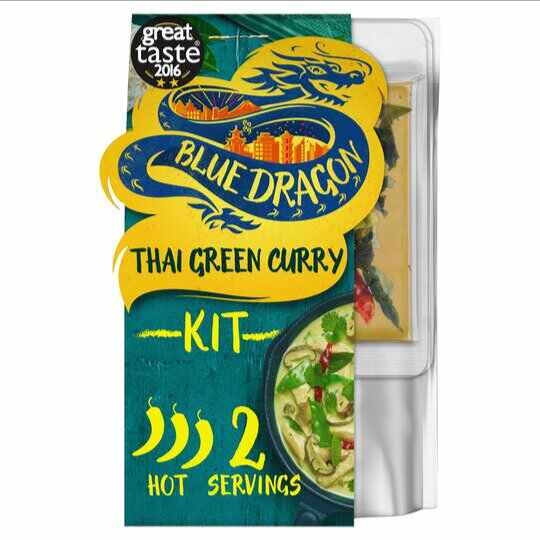 great
taste®
2016
BLUE DRAGON
THAI GREEN CURRY
KIT
2
HOT SERVINGS